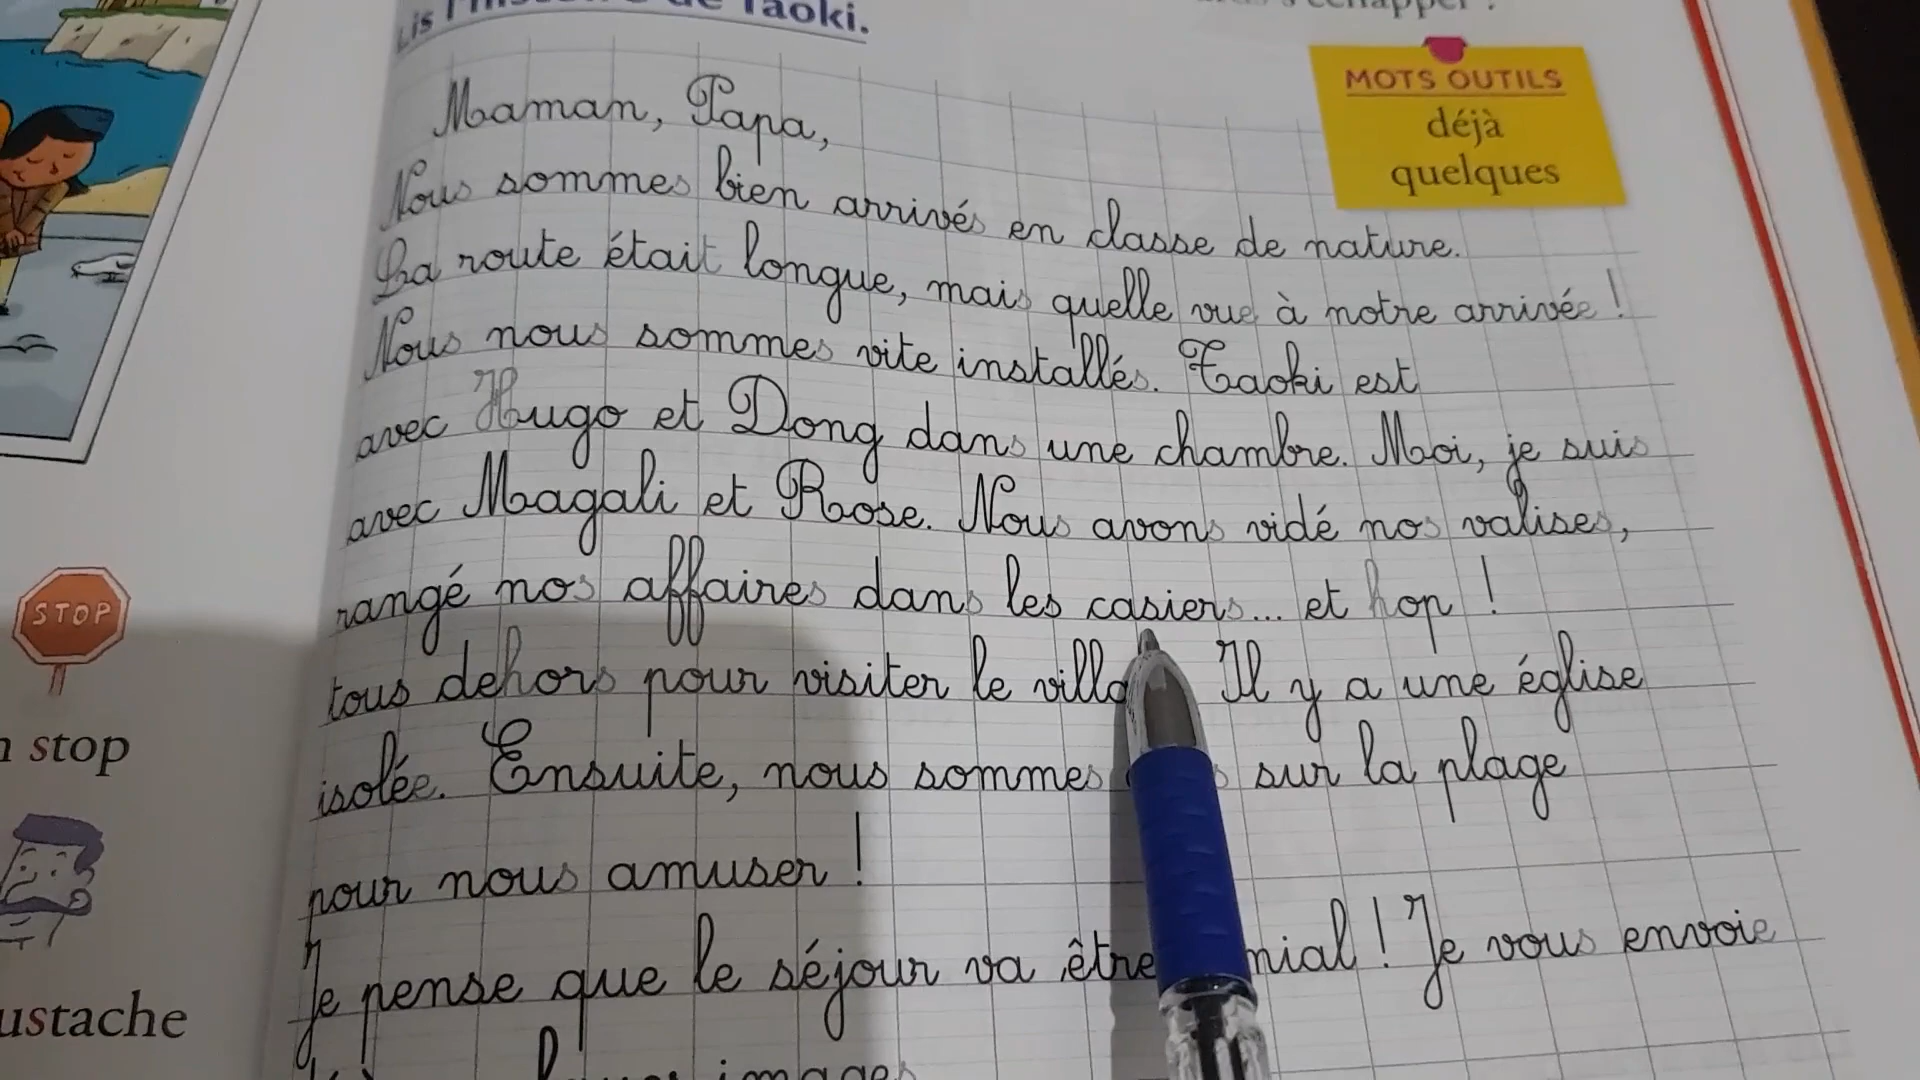 Lis l'histoire de Taoki.
MOTS OUTILS
déjà
quelques
Maman, Papa,
Nous sommes bien arrivés en classe de nature.
La route était longue, mais quelle vue à notre arrivée !
Nous nous sommes vite installés. Taoki est
avec Hugo et Dong dans une chambre. Moi, je suis
avec Magali et Rose. Nous avons vidé nos valises,
rangé nos affaires dans les casiers... et hop !
tous dehors pour visiter le Il y a une église
isolée. Ensuite, nous sommes sur la plage
pour nous amuser !
Je pense que le séjour va être ! Je vous envoie
images
STOP
stop